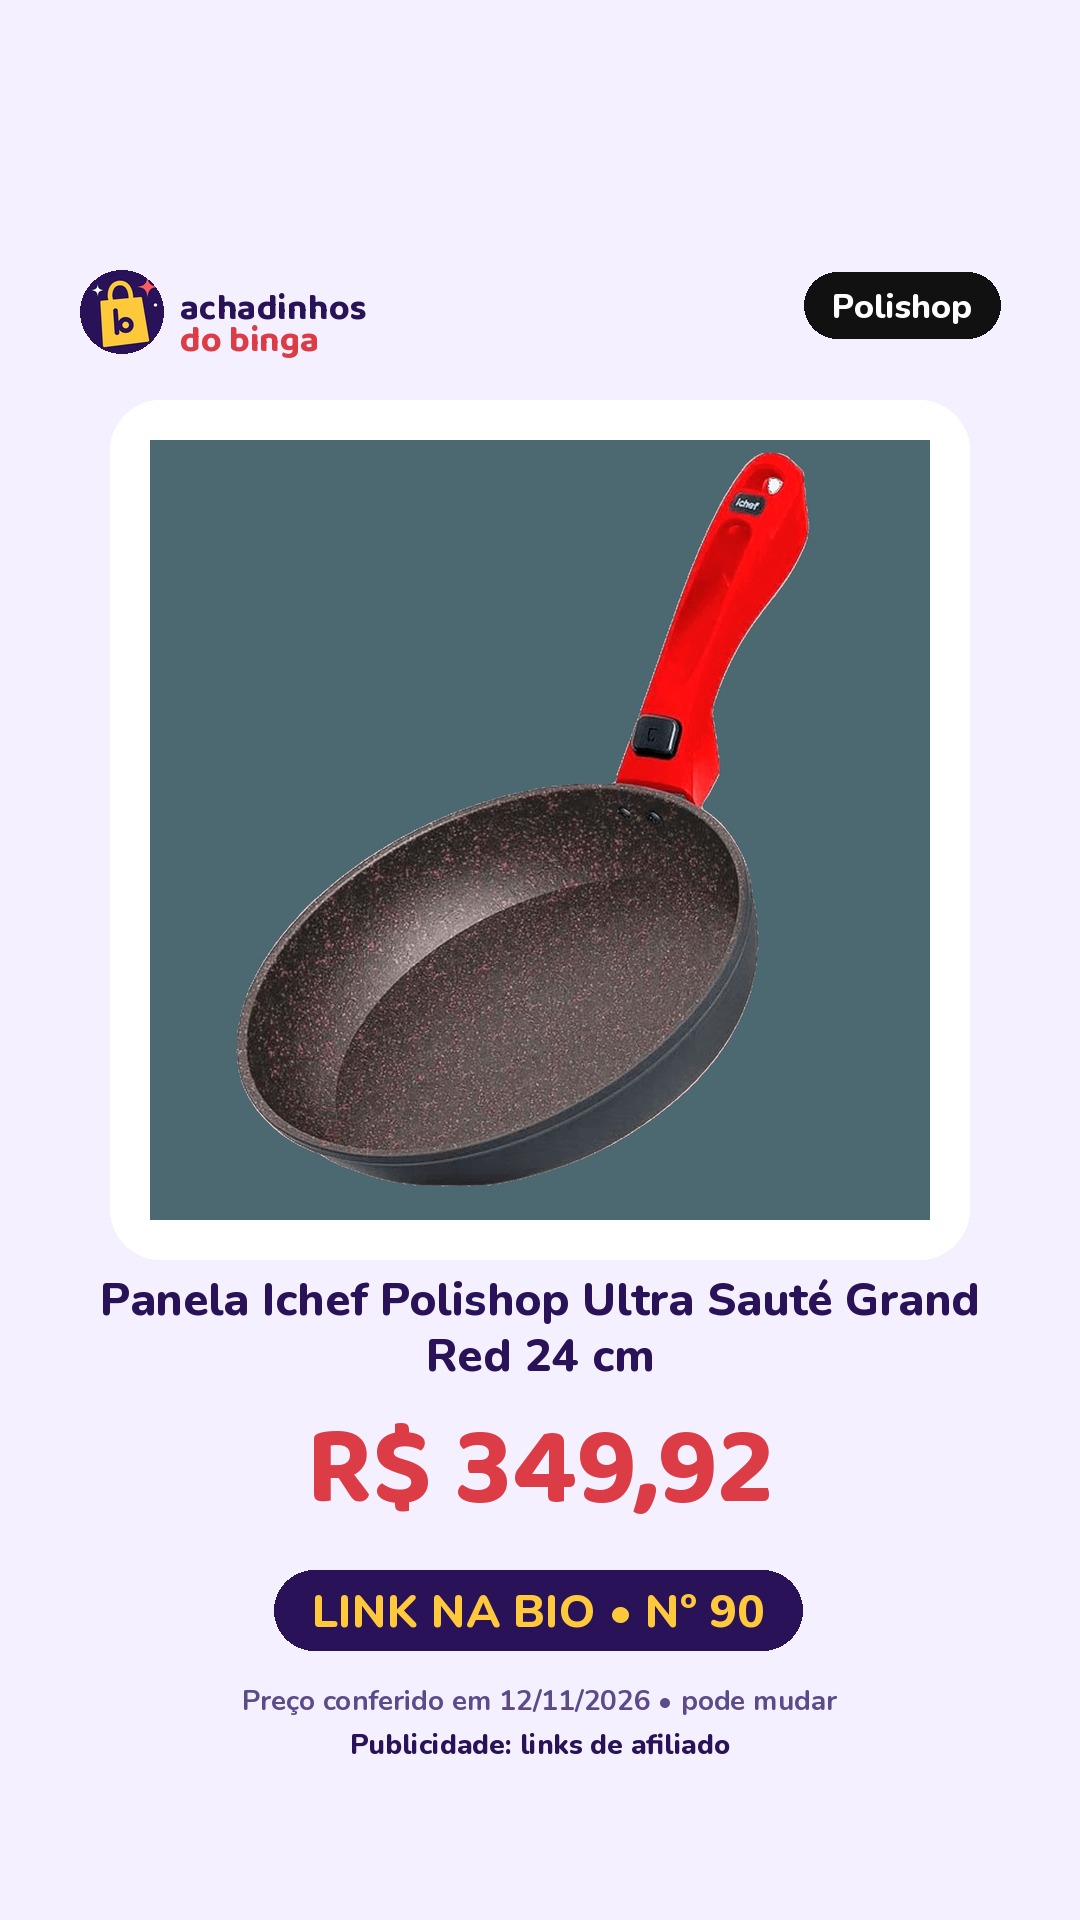 achadinhos
do binga
Polishop
ichef
Panela Ichef Polishop Ultra Sauté Grand
Red 24 cm
R$ 349,92
LINK NA BIO • Nº 90
Preço conferido em 12/11/2026 • pode mudar
Publicidade: links de afiliado